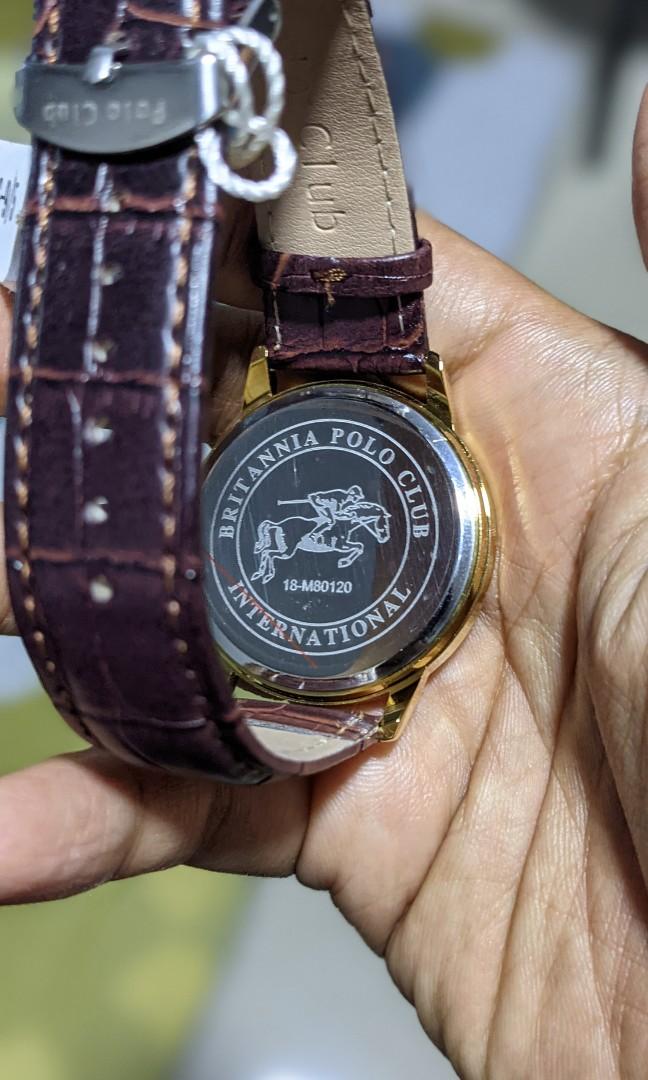 Polo Club
Club
BRITANNIA POLO CLUB
18-M80120
INTERNATIONAL